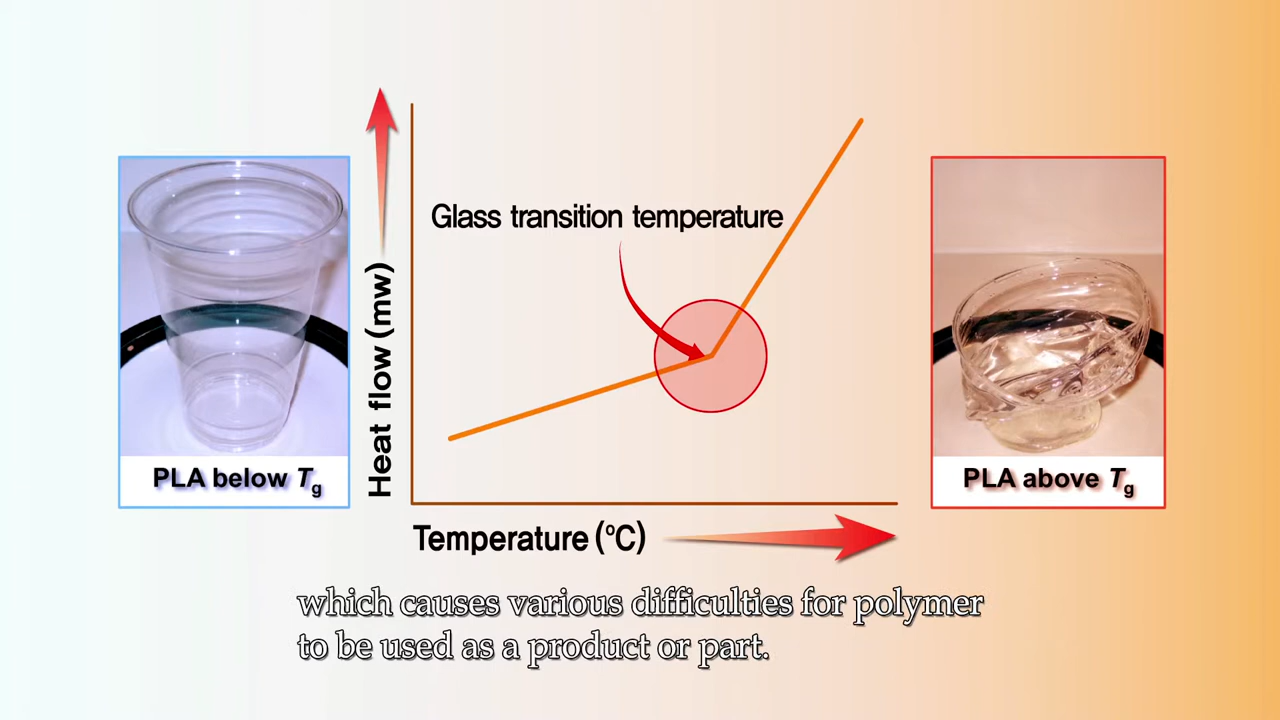 Glass transition temperature
Heat flow (mw)
PLA below Tg
PLA above Tg
Temperature (°C)
which causes various difficulties for polymer
to be used as a product or part.